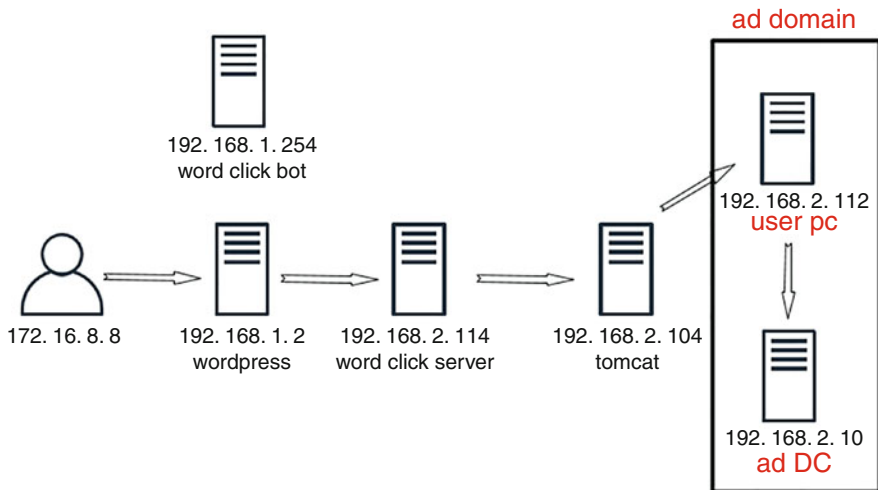 ad domain
192. 168. 1. 254
word click bot
192. 168. 2. 112
user pc
172. 16. 8. 8
192. 168. 1. 2
wordpress
192. 168. 2. 114
word click server
192. 168. 2. 104
tomcat
192. 168. 2. 10
ad DC